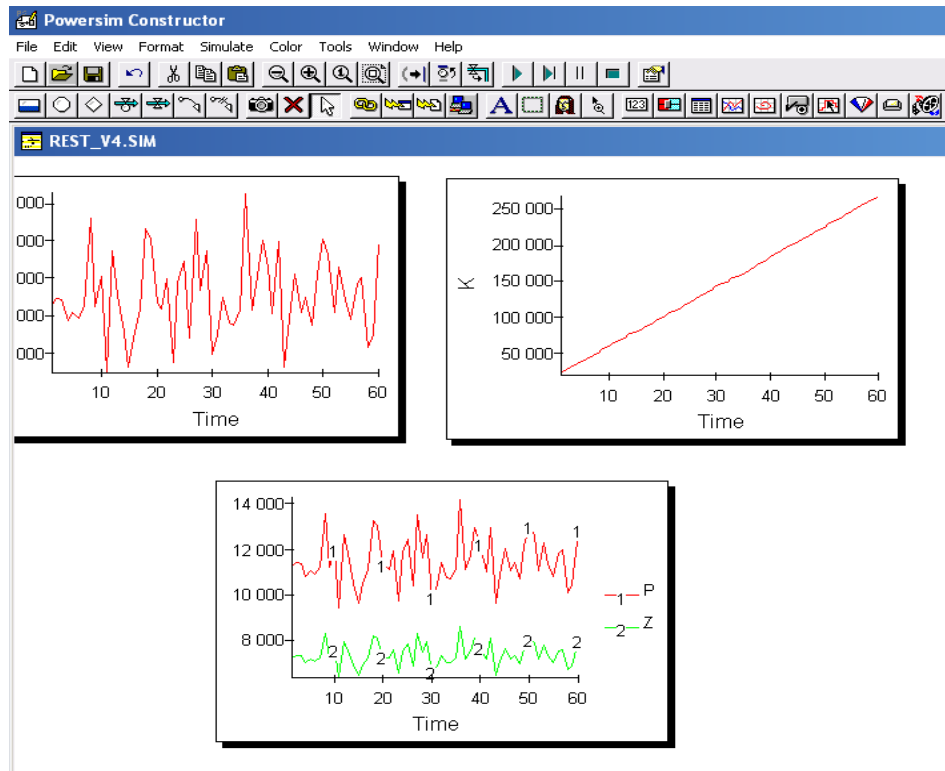 Powersim Constructor
File Edit View Format Simulate Color Tools Window Help
A 123
REST_V4.SIM
000
000
000
000
000
10 20 30 40 50 60
Time
250 000
200 000
150 000
100 000
50 000
K
10 20 30 40 50 60
Time
14 000
12 000
10 000
8 000
1 1 1 1 1 1
2 2 2 2 2 2
1 P
2 Z
10 20 30 40 50 60
Time